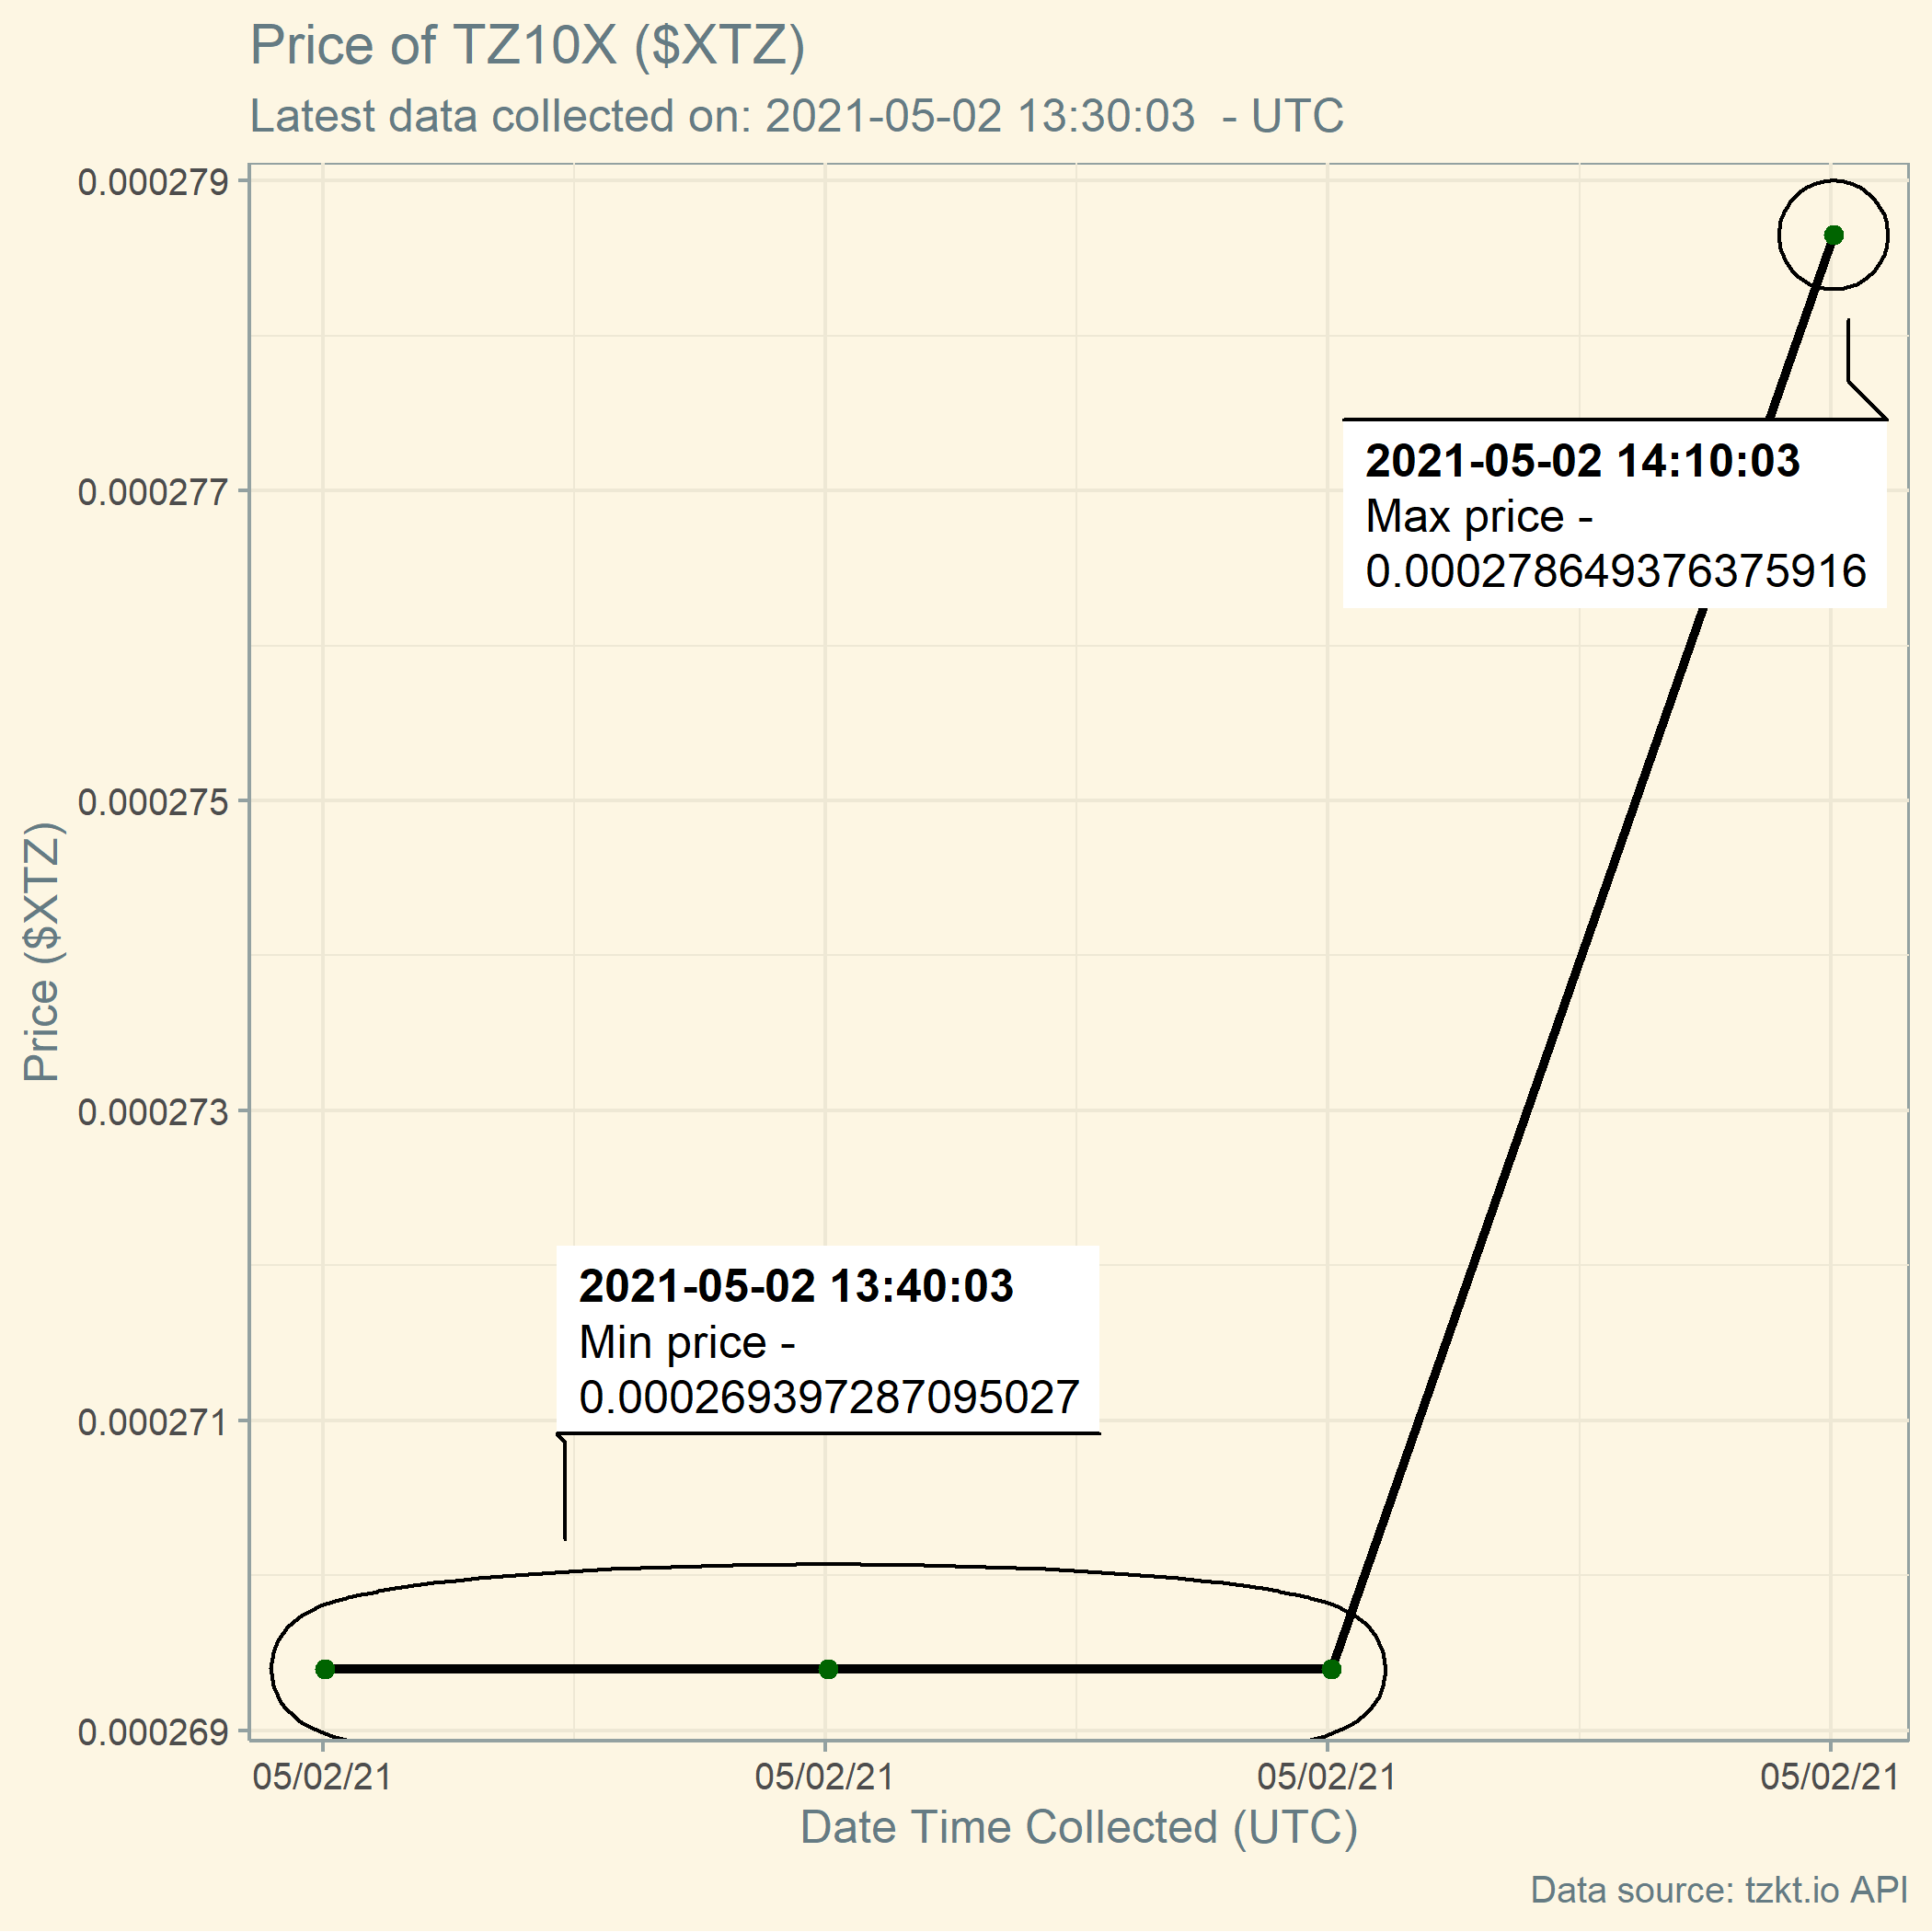 Price of TZ10X ($XTZ)
Latest data collected on: 2021-05-02 13:30:03  - UTC
0.000279
0.000277
0.000275
0.000273
0.000271
0.000269
Price ($XTZ)
2021-05-02 14:10:03
Max price -
0.000278649376375916
2021-05-02 13:40:03
Min price -
0.000269397287095027
05/02/21
05/02/21
05/02/21
05/02/21
Date Time Collected (UTC)
Data source: tzkt.io API